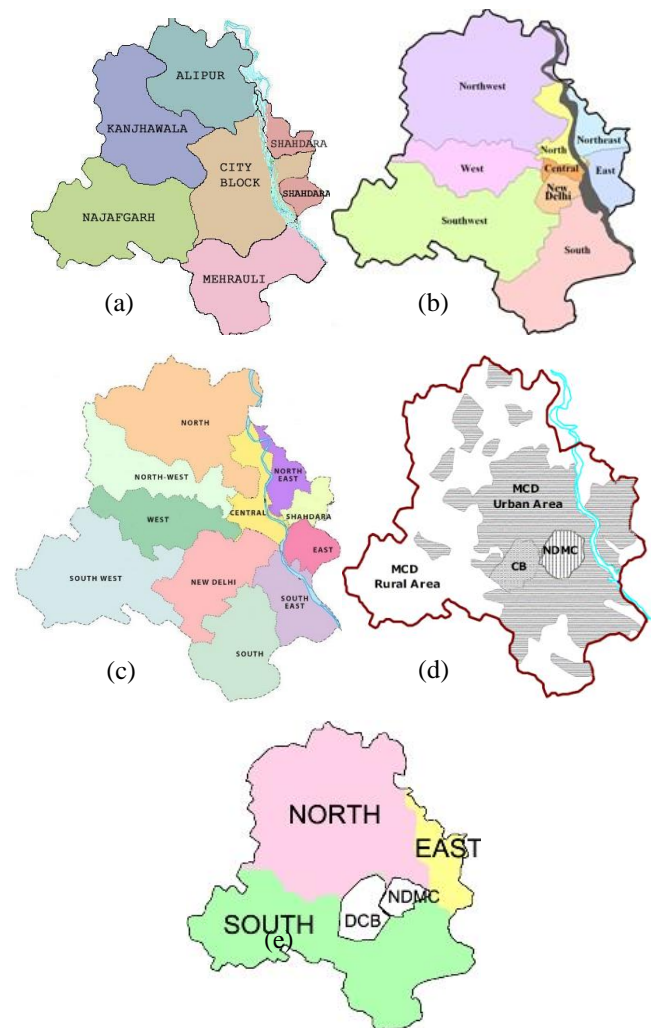 ALIPUR
KANJHAWALA
SHAHDARA
CITY
BLOCK
SHAHDARA
NAJAFGARH
MEHRAULI
(a)
Northwest
Northeast
North
West
Central
East
New
Delhi
Southwest
South
(b)
NORTH
NORTH
EAST
NORTH-WEST
CENTRAL
SHAHDARA
WEST
EAST
SOUTH WEST
NEW DELHI
SOUTH
EAST
SOUTH
(c)
MCD
Urban Area
NDMC
CB
MCD
Rural Area
(d)
NORTH
EAST
NDMC
SOUTH
DCB
(e)